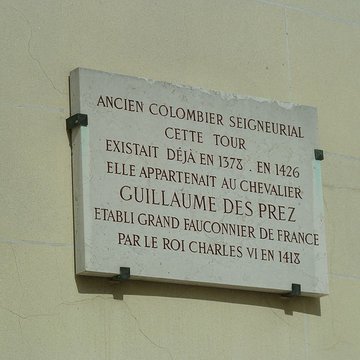 ANCIEN COLOMBIER SEIGNEURIAL
CETTE TOUR
EXISTAIT DÉJÀ EN 1378 . EN 1426
ELLE APPARTENAIT AU CHEVALIER
GUILLAUME DES PREZ
ETABLI GRAND FAUCONNIER DE FRANCE
PAR LE ROI CHARLES VI EN 1418